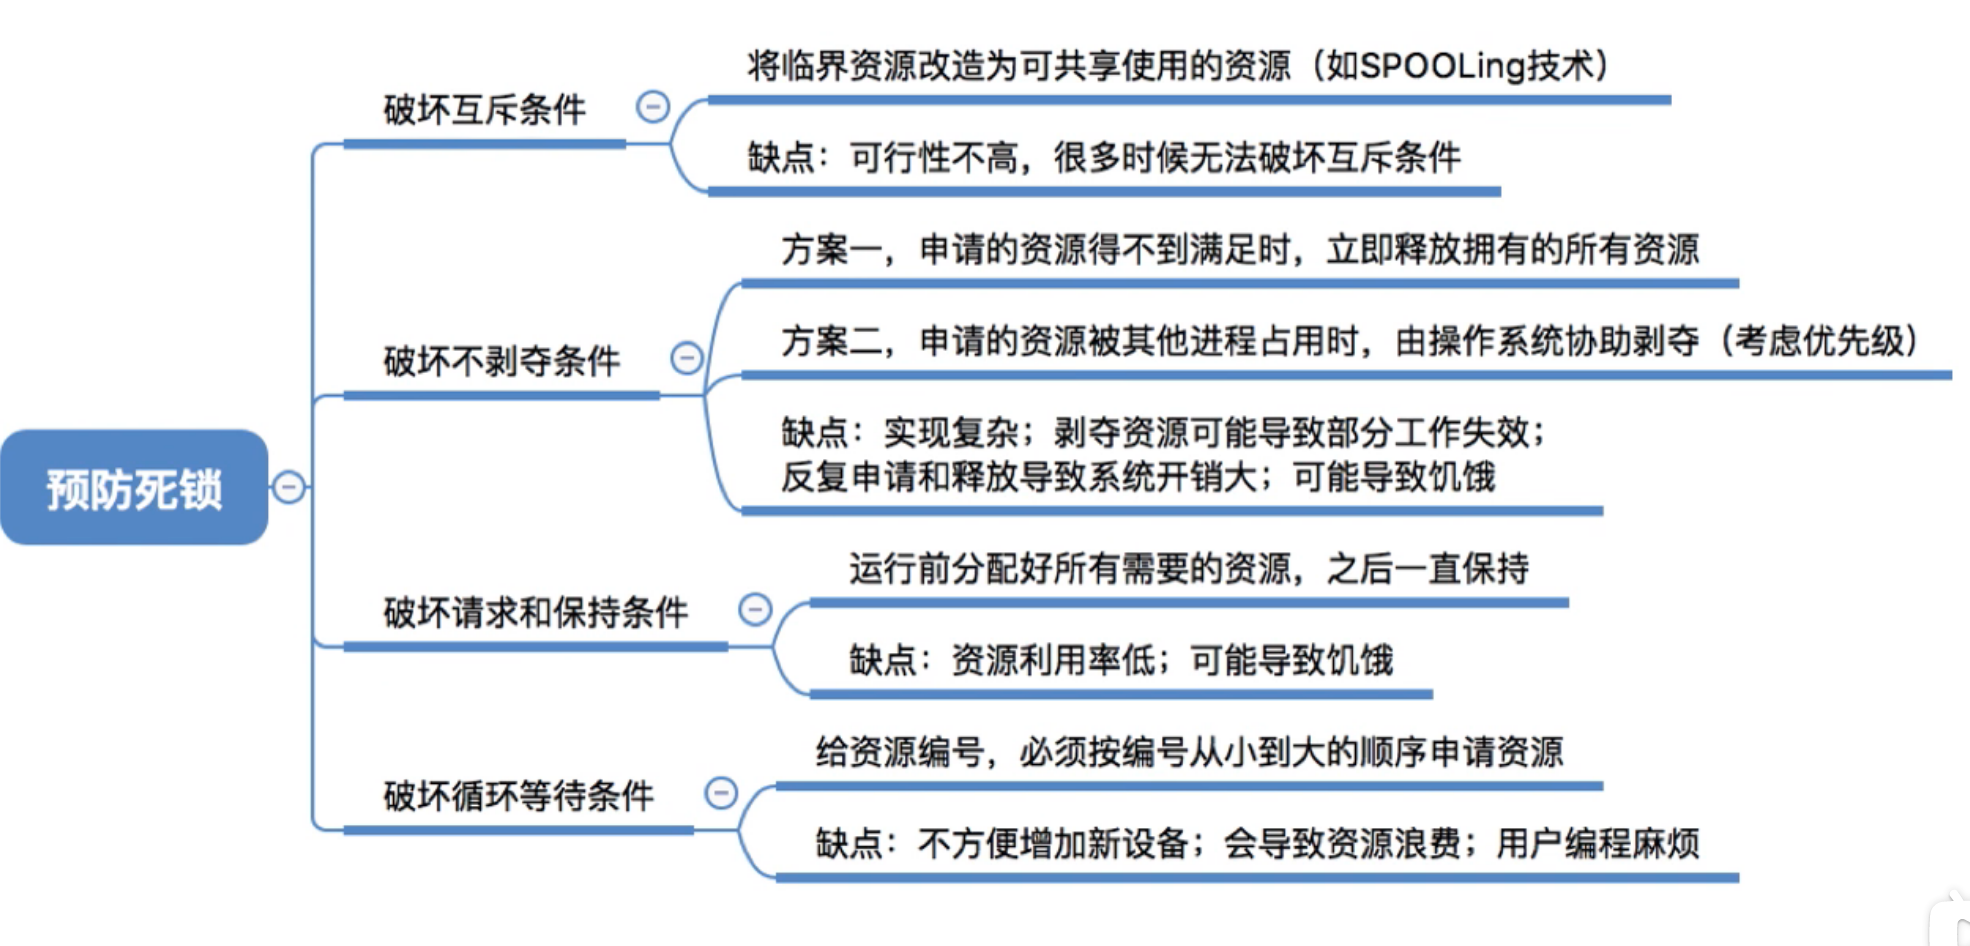 预防死锁
破坏互斥条件
将临界资源改造为可共享使用的资源（如SPOOLing技术）
缺点：可行性不高，很多时候无法破坏互斥条件
破坏不剥夺条件
方案一，申请的资源得不到满足时，立即释放拥有的所有资源
方案二，申请的资源被其他进程占用时，由操作系统协助剥夺（考虑优先级）
缺点：实现复杂；剥夺资源可能导致部分工作失效；
反复申请和释放导致系统开销大；可能导致饥饿
破坏请求和保持条件
运行前分配好所有需要的资源，之后一直保持
缺点：资源利用率低；可能导致饥饿
破坏循环等待条件
给资源编号，必须按编号从小到大的顺序申请资源
缺点：不方便增加新设备；会导致资源浪费；用户编程麻烦